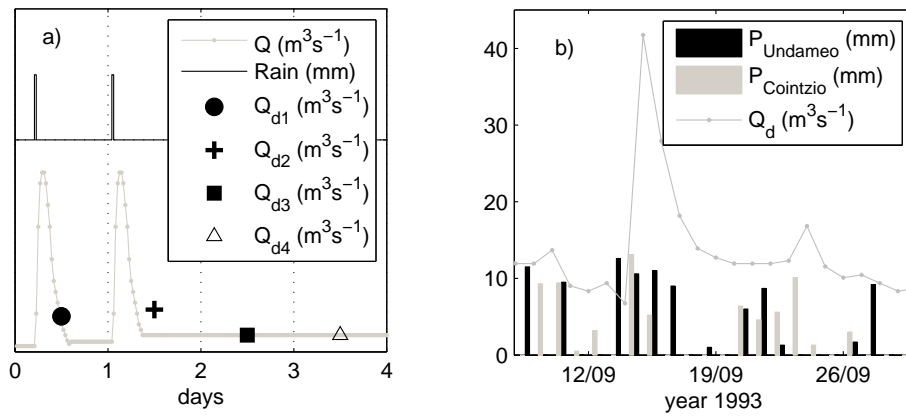 a)
Q (m³s⁻¹)
Rain (mm)
Q_d1 (m³s⁻¹)
Q_d2 (m³s⁻¹)
Q_d3 (m³s⁻¹)
Q_d4 (m³s⁻¹)
0 1 2 3 4
days
b)
P_Undameo (mm)
P_Cointzio (mm)
Q_d (m³s⁻¹)
40
30
20
10
0
12/09 19/09 26/09
year 1993